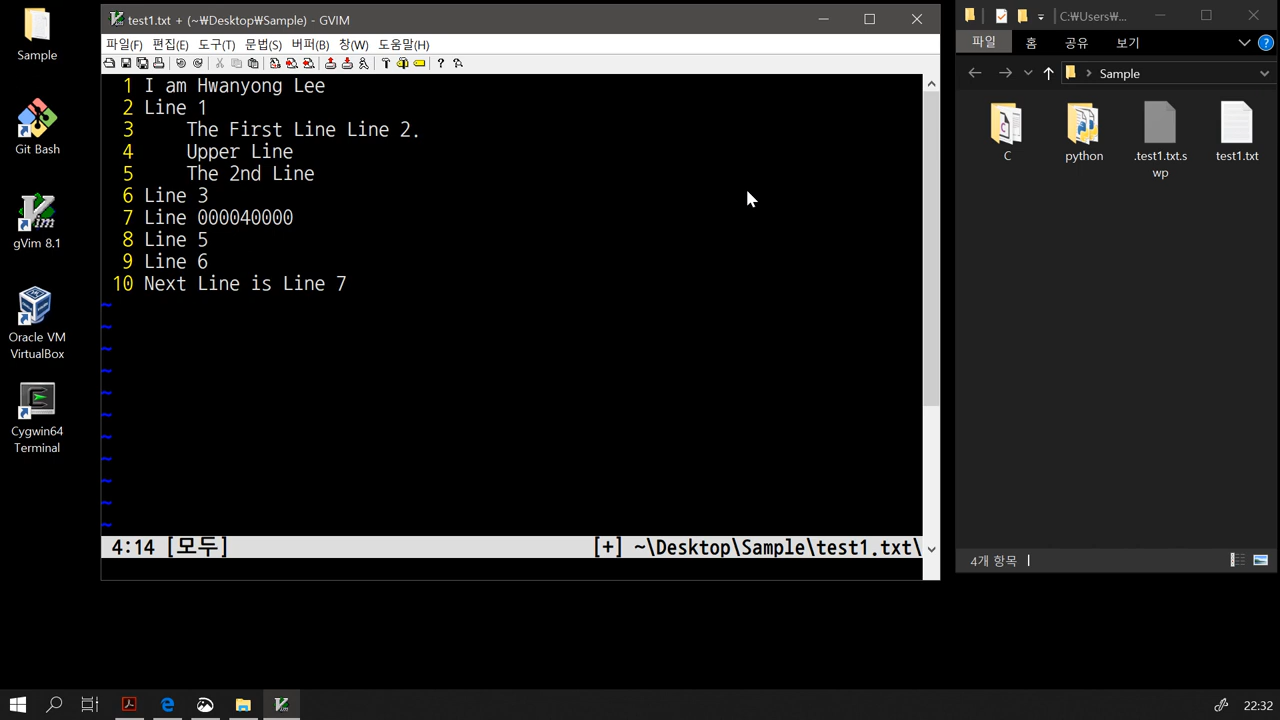 Sample
Git Bash
gVim 8.1
Oracle VM
VirtualBox
Cygwin64
Terminal
test1.txt + (~₩Desktop₩Sample) - GVIM
파일(F) 편집(E) 도구(T) 문법(S) 버퍼(B) 창(W) 도움말(H)
1 I am Hwanyong Lee
2 Line 1
3 The First Line Line 2.
4 Upper Line
5 The 2nd Line
6 Line 3
7 Line 000040000
8 Line 5
9 Line 6
10 Next Line is Line 7
~
~
~
~
~
~
~
~
~
~
~
4:14 [모두] [+] ~\Desktop\Sample\test1.txt\
C:₩Users₩...
파일 홈 공유 보기
Sample
C
python
.test1.txt.s
wp
test1.txt
4개 항목
22:32